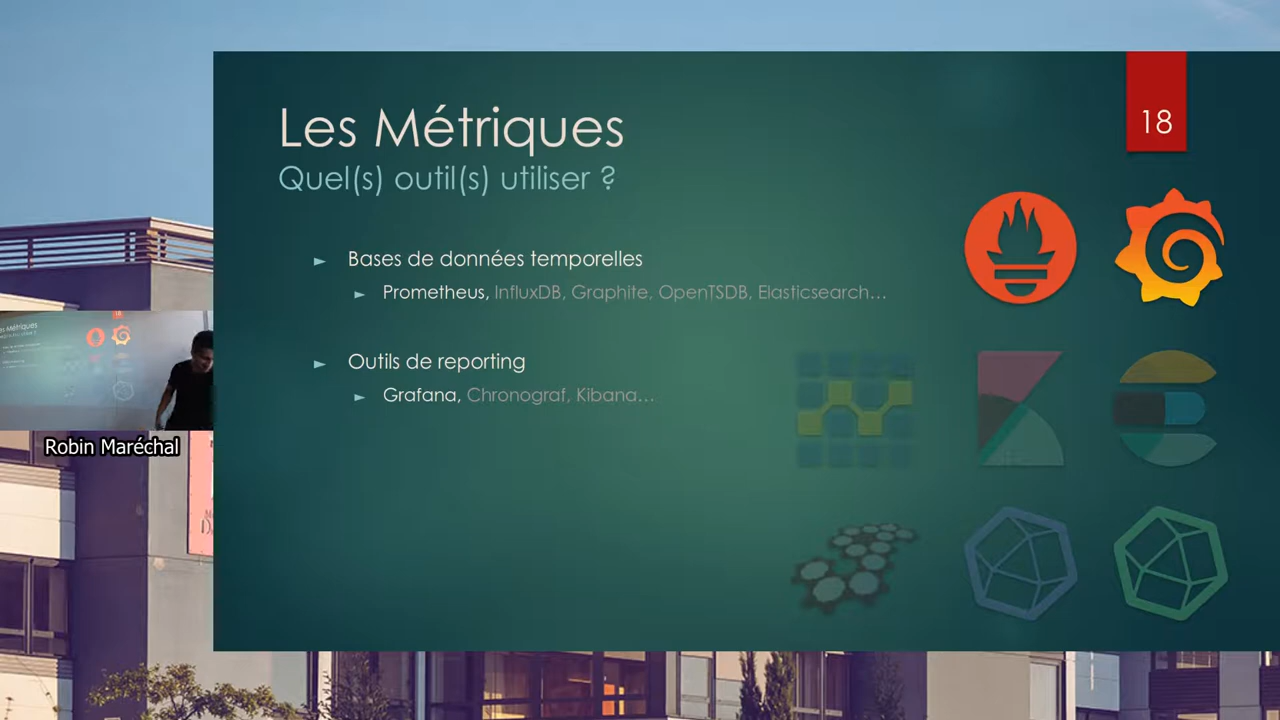 Les Métriques
18
Quel(s) outil(s) utiliser ?
► Bases de données temporelles
► Prometheus, InfluxDB, Graphite, OpenTSDB, Elasticsearch...
► Outils de reporting
► Grafana, Chronograf, Kibana...
Robin Maréchal